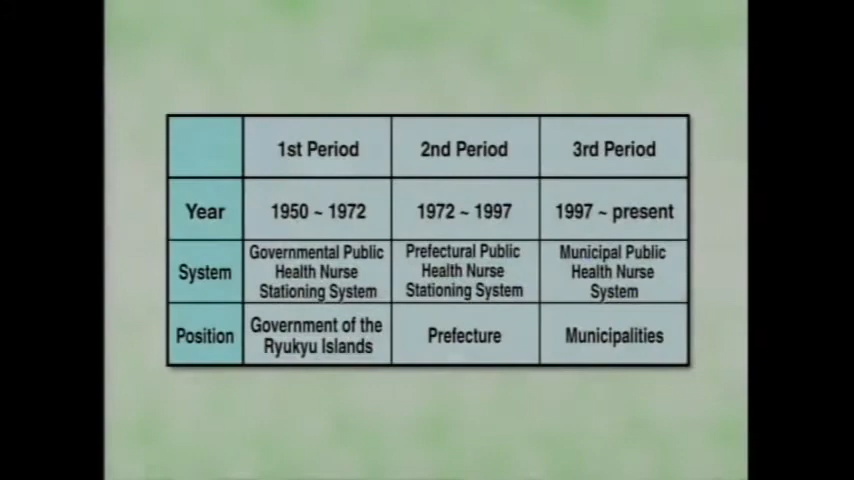 1st Period
2nd Period
3rd Period
Year
1950 ~ 1972
1972 ~ 1997
1997 ~ present
System
Governmental Public
Health Nurse
Stationing System
Prefectural Public
Health Nurse
Stationing System
Municipal Public
Health Nurse
System
Position
Government of the
Ryukyu Islands
Prefecture
Municipalities